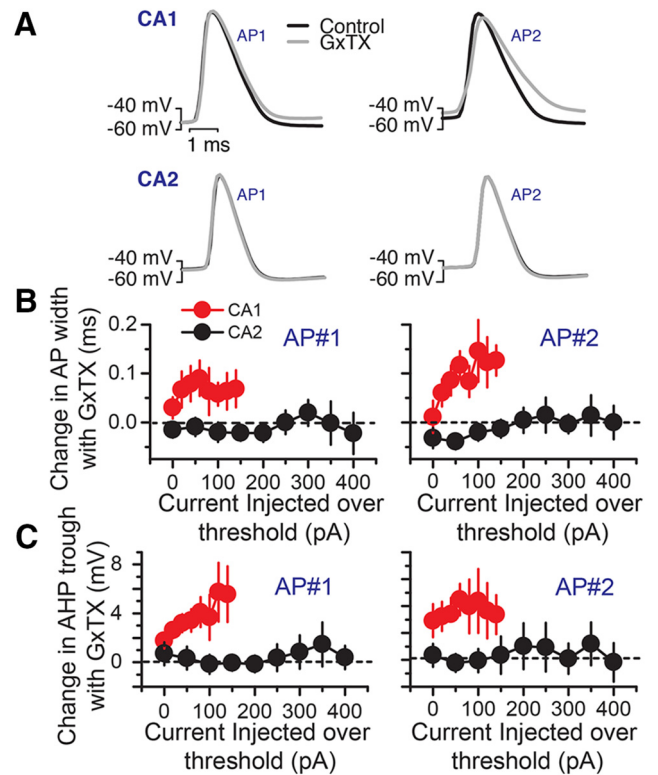 A
CA1
AP1
Control
GxTX
AP2
-40 mV
-60 mV
1 ms
-40 mV
-60 mV
CA2
AP1
AP2
-40 mV
-60 mV
-40 mV
-60 mV
B
CA1
CA2
AP#1
AP#2
Change in AP width
with GxTX (ms)
0.2
0.1
0.0
0 100 200 300 400
0 100 200 300 400
Current Injected over
threshold (pA)
Current Injected over
threshold (pA)
C
AP#1
AP#2
Change in AHP trough
with GxTX (mV)
8
4
0
0 100 200 300 400
0 100 200 300 400
Current Injected over
threshold (pA)
Current Injected over
threshold (pA)